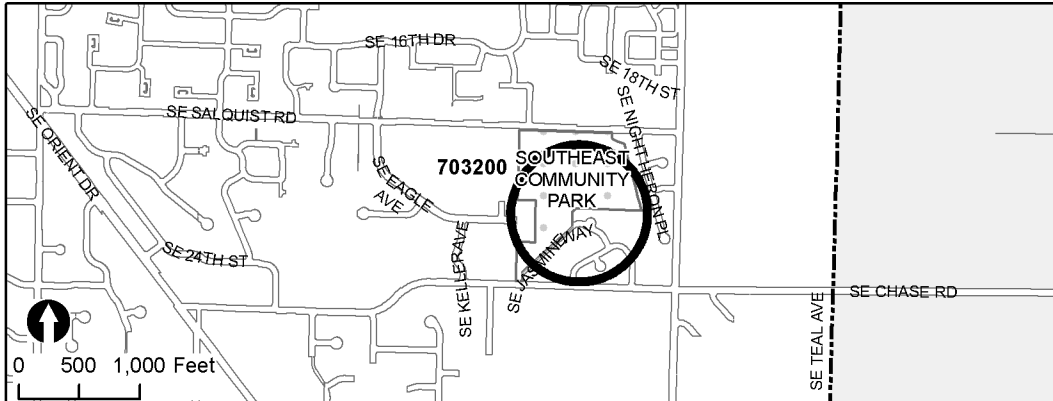 SE 16TH DR
SE 18TH ST
SE SALQUIST RD
SE NIGHT HERON PL
SE ORIENT DR
703200
SOUTHEAST
COMMUNITY
PARK
SE EAGLE
AVE
SE JASMINE WAY
SE 24TH ST
SE KELLER AVE
SE CHASE RD
SE TEAL AVE
0 500 1,000 Feet